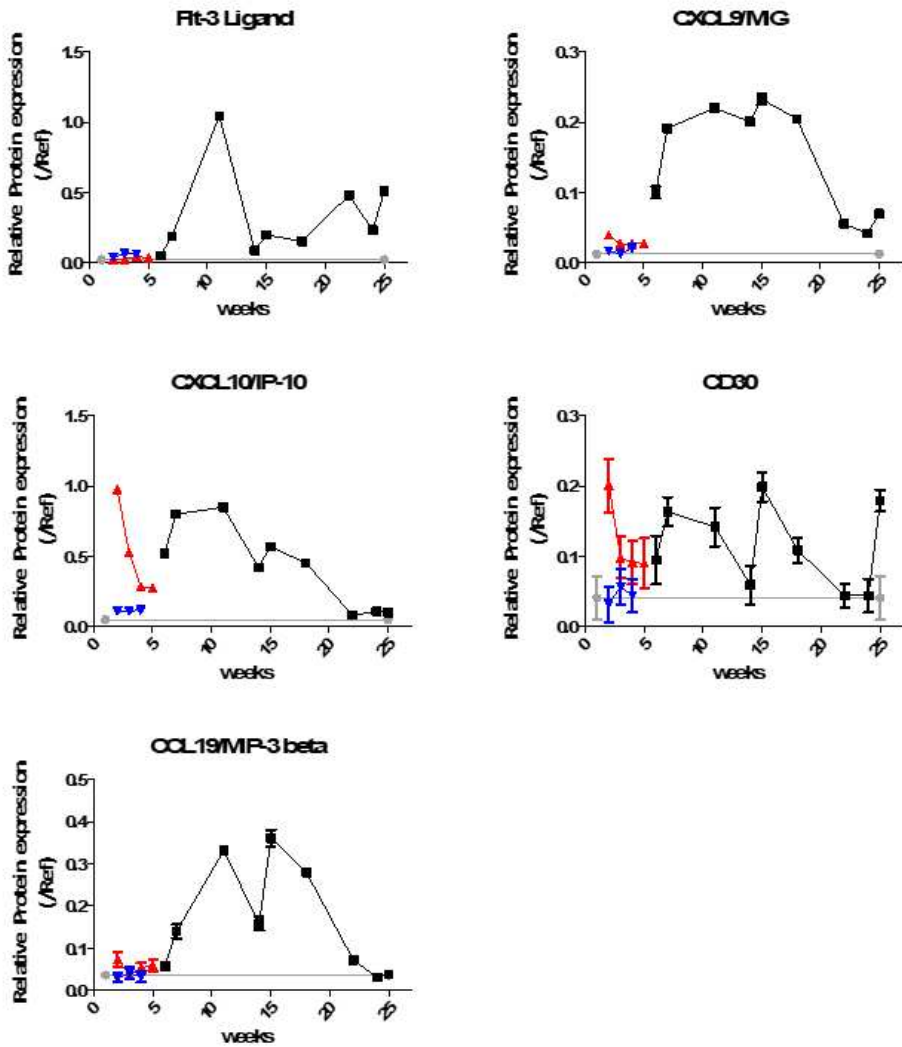 Flt-3 Ligand
Relative Protein expression
(/Ref)
1.5
1.0
0.5
0.0
0
5
10
15
20
25
weeks
CXCL9/MIG
Relative Protein expression
(/Ref)
0.3
0.2
0.1
0.0
0
5
10
15
20
25
weeks
CXCL10/IP-10
Relative Protein expression
(/Ref)
1.5
1.0
0.5
0.0
0
5
10
15
20
25
weeks
CD30
Relative Protein expression
(/Ref)
0.3
0.2
0.1
0.0
0
5
10
15
20
25
weeks
CCL19/MIP-3 beta
Relative Protein expression
(/Ref)
0.5
0.4
0.3
0.2
0.1
0.0
0
5
10
15
20
25
weeks